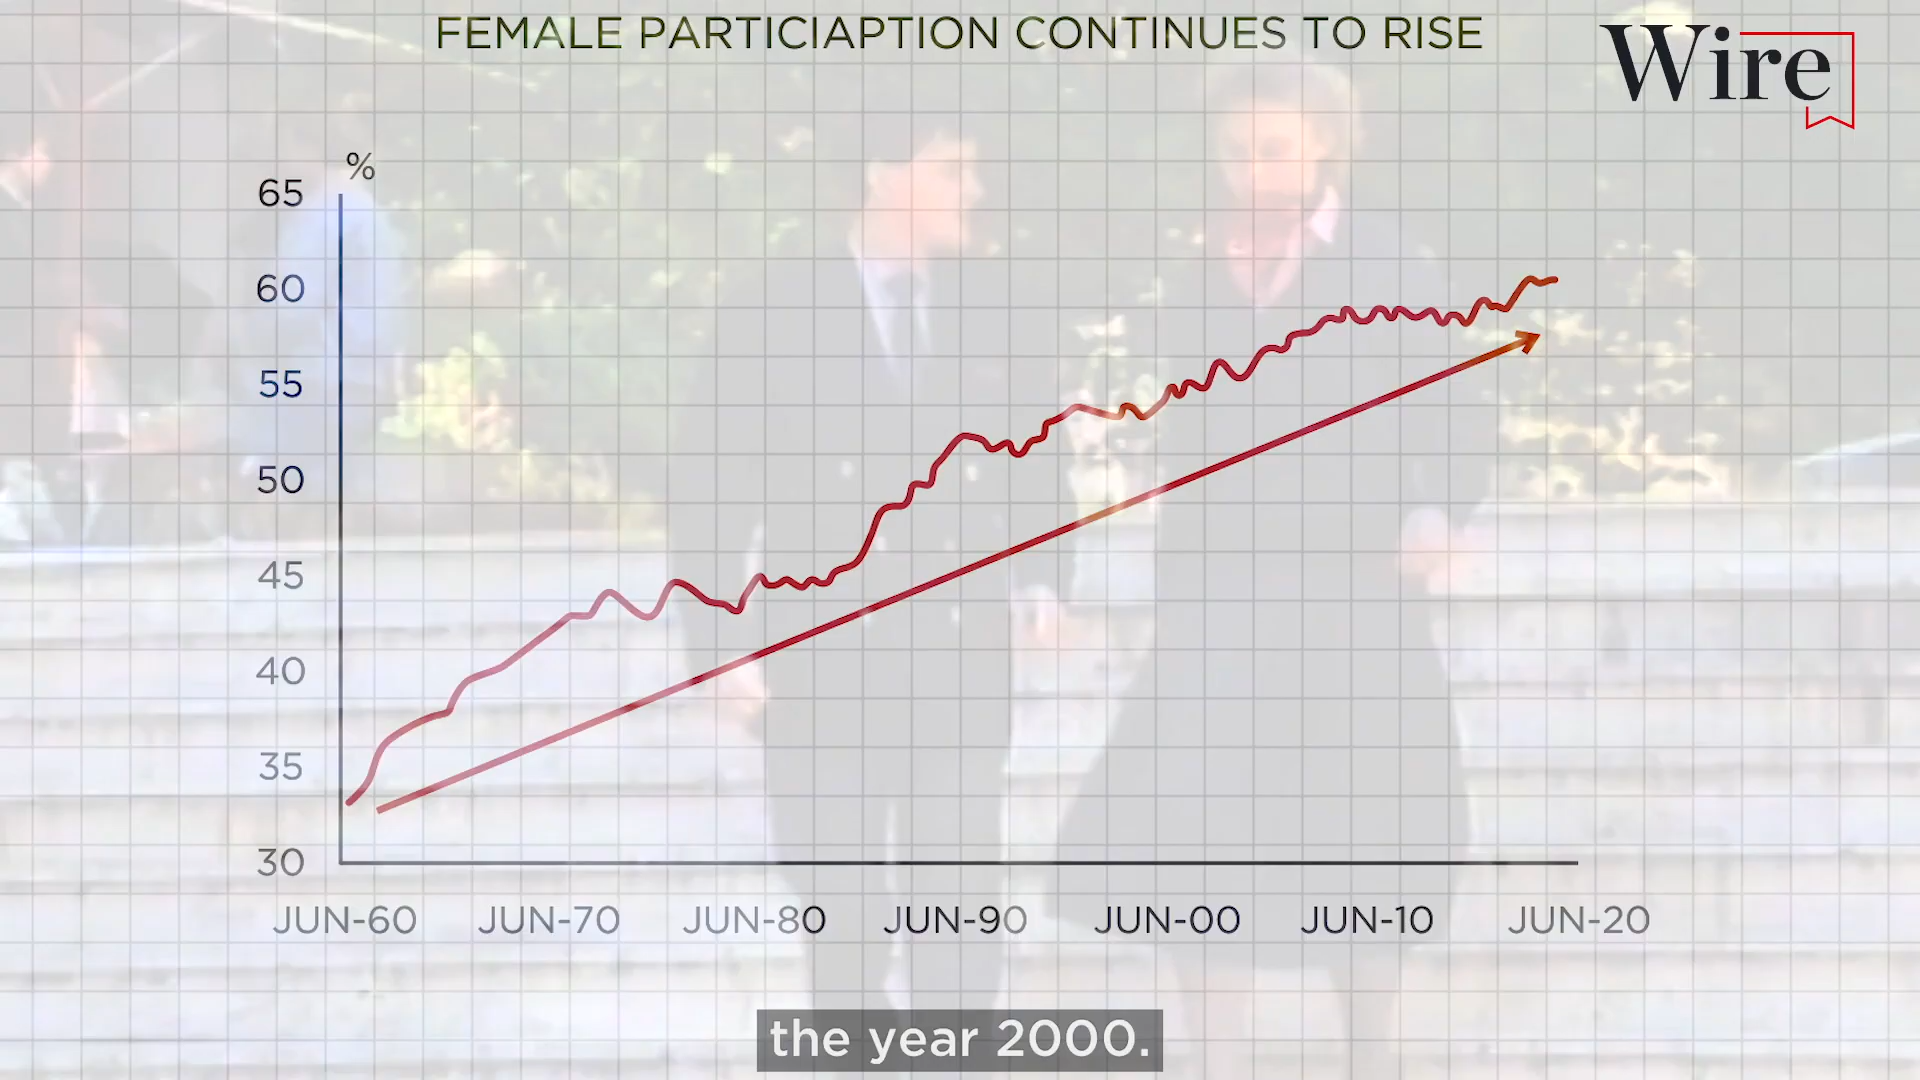 FEMALE PARTICIAPTION CONTINUES TO RISE
Wire
%
65
60
55
50
45
40
35
30
JUN-60 JUN-70 JUN-80 JUN-90 JUN-00 JUN-10 JUN-20
the year 2000.